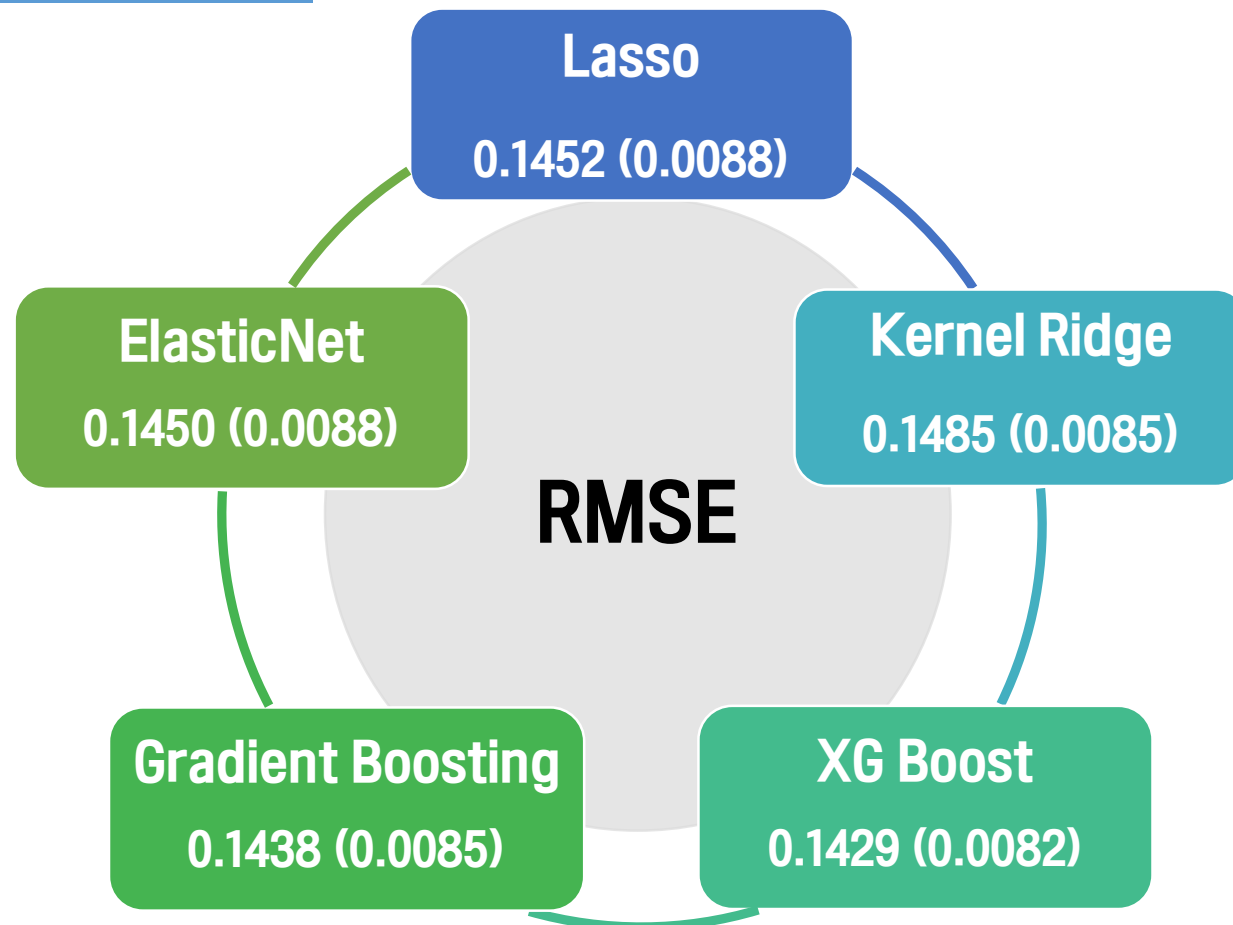 Lasso
0.1452 (0.0088)
ElasticNet
0.1450 (0.0088)
Kernel Ridge
0.1485 (0.0085)
RMSE
Gradient Boosting
0.1438 (0.0085)
XG Boost
0.1429 (0.0082)